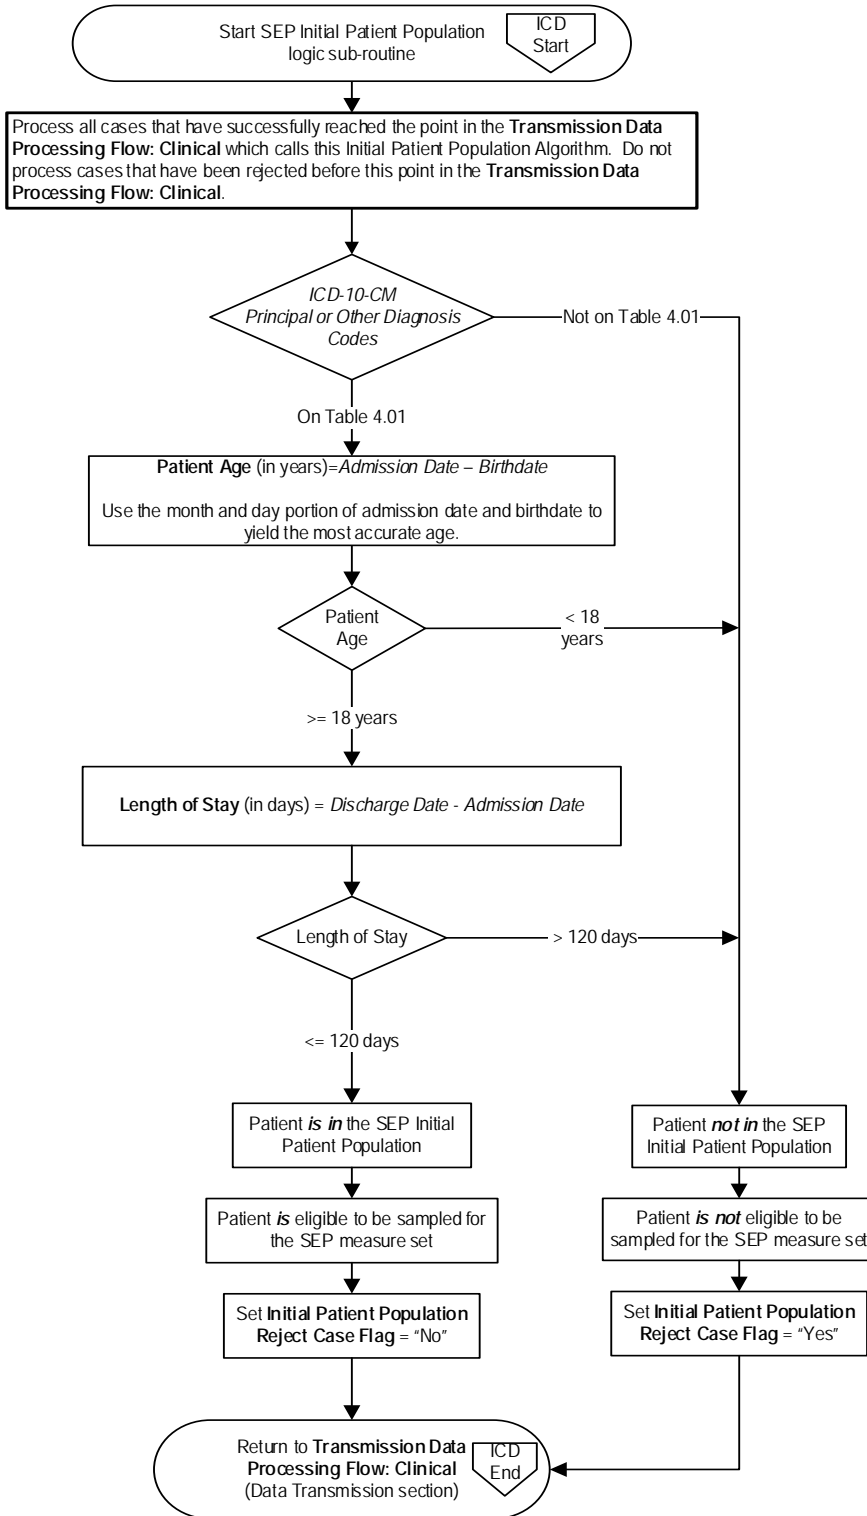 Start SEP Initial Patient Population
logic sub-routine
ICD
Start
Process all cases that have successfully reached the point in the Transmission Data
Processing Flow: Clinical which calls this Initial Patient Population Algorithm. Do not
process cases that have been rejected before this point in the Transmission Data
Processing Flow: Clinical.
ICD-10-CM
Principal or Other Diagnosis
Codes
Not on Table 4.01
On Table 4.01
Patient Age (in years)=Admission Date – Birthdate
Use the month and day portion of admission date and birthdate to
yield the most accurate age.
Patient
Age
< 18
years
>= 18 years
Length of Stay (in days) = Discharge Date - Admission Date
Length of Stay
> 120 days
<= 120 days
Patient is in the SEP Initial
Patient Population
Patient not in the SEP
Initial Patient Population
Patient is eligible to be sampled for
the SEP measure set
Patient is not eligible to be
sampled for the SEP measure set
Set Initial Patient Population
Reject Case Flag = “No”
Set Initial Patient Population
Reject Case Flag = “Yes”
Return to Transmission Data
Processing Flow: Clinical
(Data Transmission section)
ICD
End